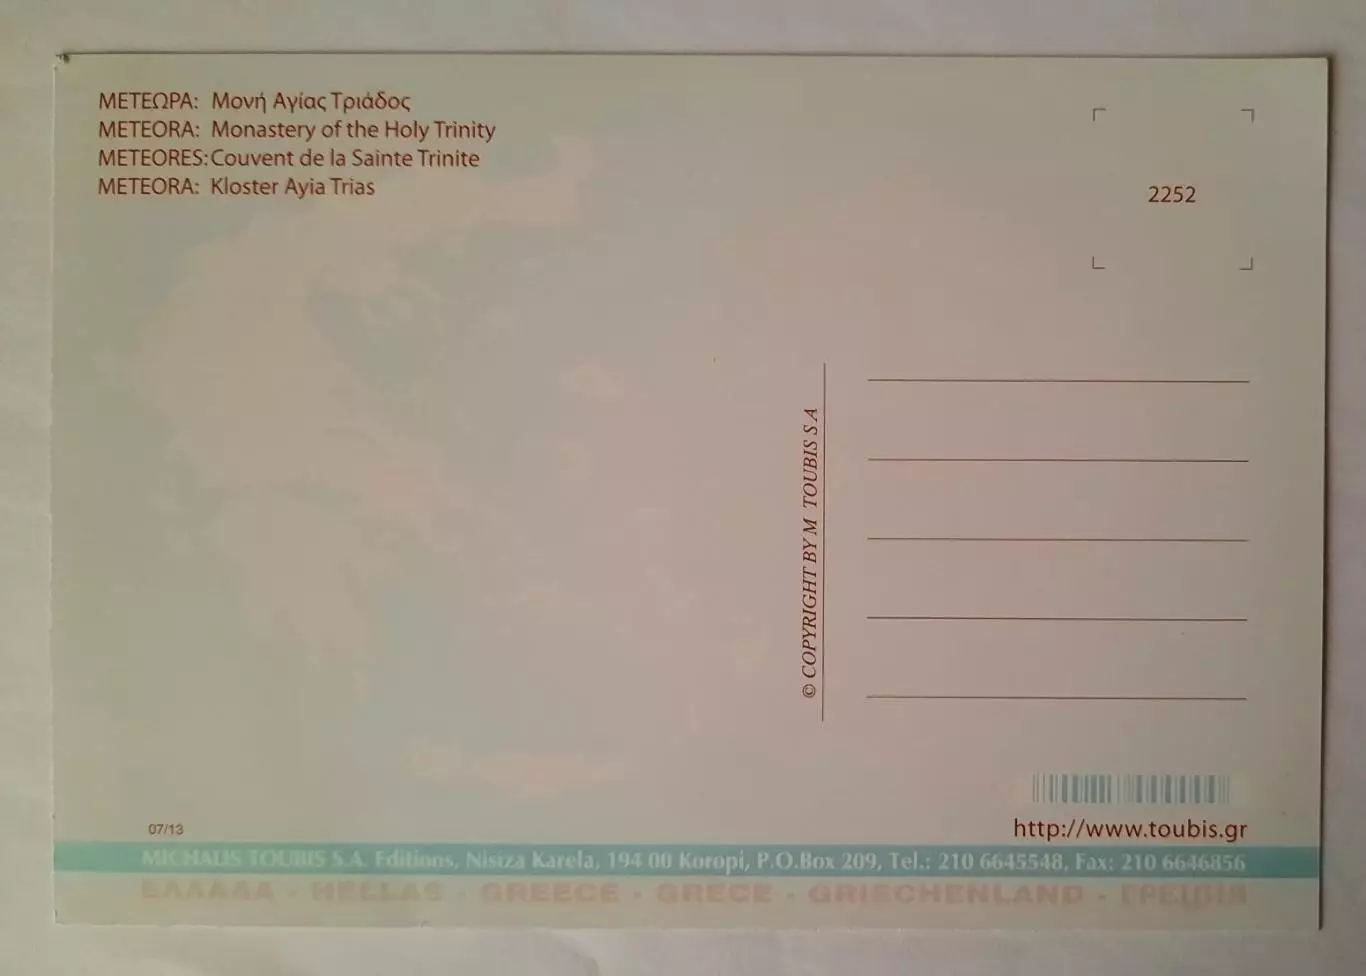 ΜΕΤΕΩΡΑ: Μονή Αγίας Τριάδος
METEORA: Monastery of the Holy Trinity
METEORES: Couvent de la Sainte Trinite
METEORA: Kloster Ayia Trias
2252
© COPYRIGHT BY M TOUBIS S A
http://www.toubis.gr
07/13
MICHALIS TOUBIS S.A. Editions, Nisiza Karela, 194 00 Koropi, P.O.Box 209, Tel.: 210 6645548, Fax: 210 6646856
ΕΛΛΑΔΑ - HELLAS - GREECE - GRECE - GRIECHENLAND - ГРЕЦИЯ